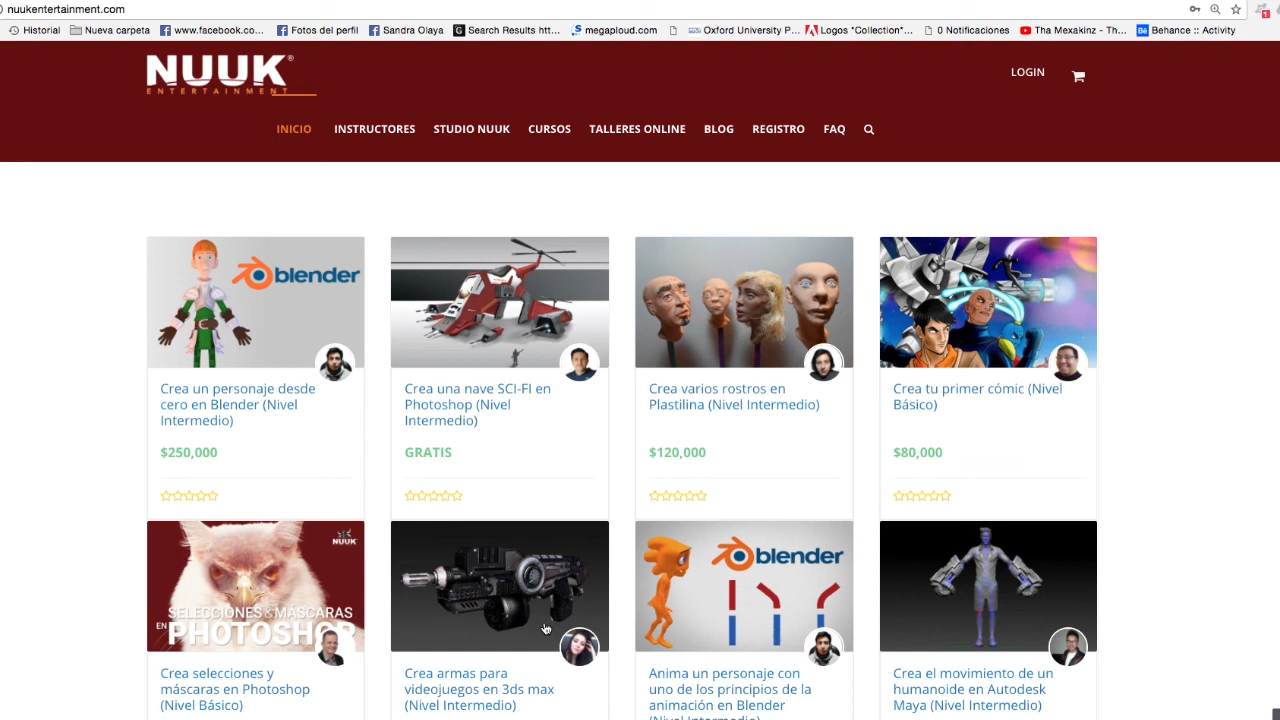 nuukentertainment.com
Historial Nueva carpeta www.facebook.co... Fotos del perfil Sandra Olaya Search Results htt... megaploud.com Oxford University P... Logos "Collection"... 0 Notificaciones Tha Mexakinz - Th... Behance :: Activity
NUUK®
ENTERTAINMENT
LOGIN
INICIO INSTRUCTORES STUDIO NUUK CURSOS TALLERES ONLINE BLOG REGISTRO FAQ
blender
Crea un personaje desde
cero en Blender (Nivel
Intermedio)
$250,000
Crea una nave SCI-FI en
Photoshop (Nivel
Intermedio)
GRATIS
Crea varios rostros en
Plastilina (Nivel Intermedio)
$120,000
Crea tu primer cómic (Nivel
Básico)
$80,000
NUUK
SELECCIONES & MÁSCARAS
EN PHOTOSHOP
Crea selecciones y
máscaras en Photoshop
(Nivel Básico)
Crea armas para
videojuegos en 3ds max
(Nivel Intermedio)
blender
Anima un personaje con
uno de los principios de la
animación en Blender
(Nivel Intermedio)
Crea el movimiento de un
humanoide en Autodesk
Maya (Nivel Intermedio)